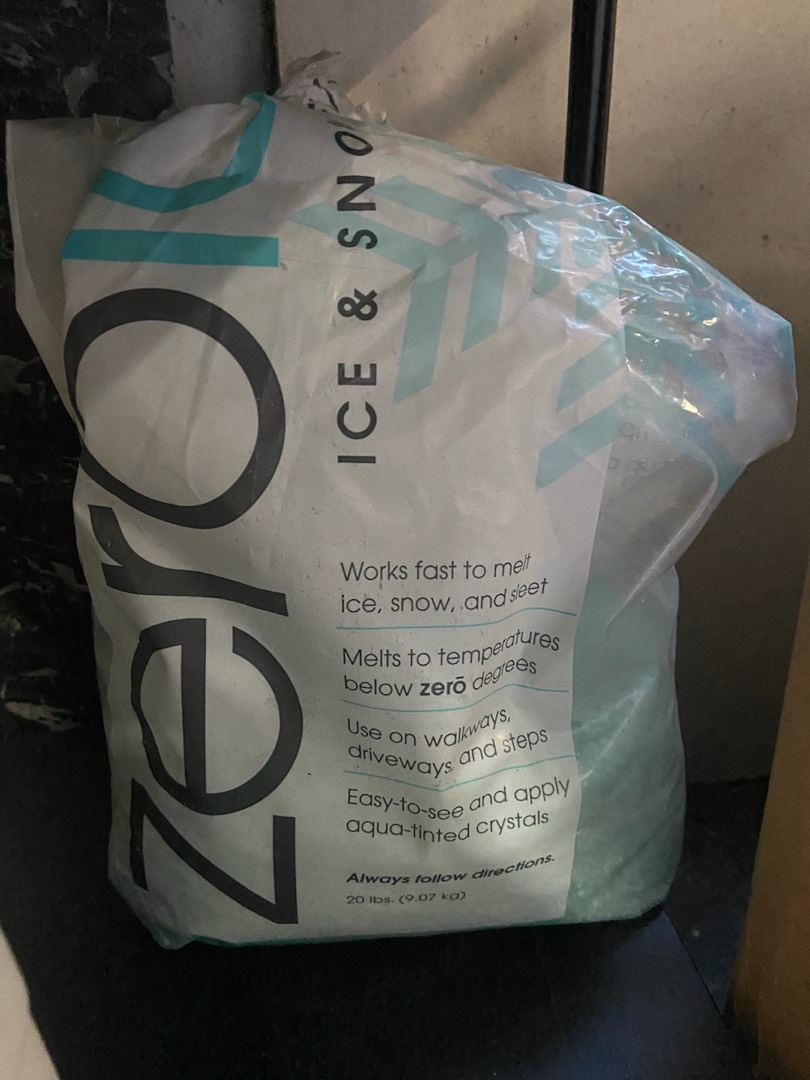 zerO IC
ICE & SNO
Works fast to melt
ice, snow, and sleet
Melts to temperatures
below zerō degrees
Use on walkways,
driveways, and steps
Easy-to-see and apply
aqua-tinted crystals
Always follow directions.
20 lbs. (9.07 kg)